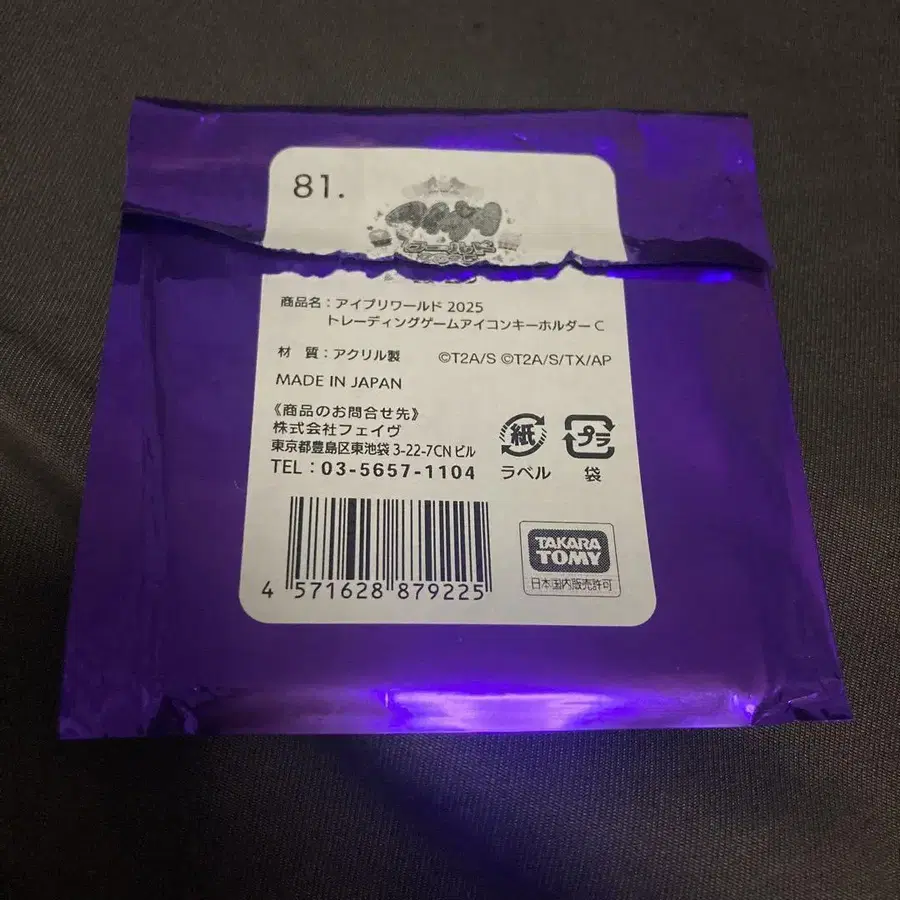 81.
商品名:アイプリワールド 2025
トレーディングゲームアイコンキーホルダー C
材 質:アクリル製
©T2A/S ©T2A/S/TX/AP
MADE IN JAPAN
《商品のお問合せ先》
株式会社フェイヴ
東京都豊島区東池袋 3-22-7CN ビル
TEL:03-5657-1104
紙
ラベル
プラ
袋
4 571628 879225
TAKARA
TOMY
日本国内販売許可